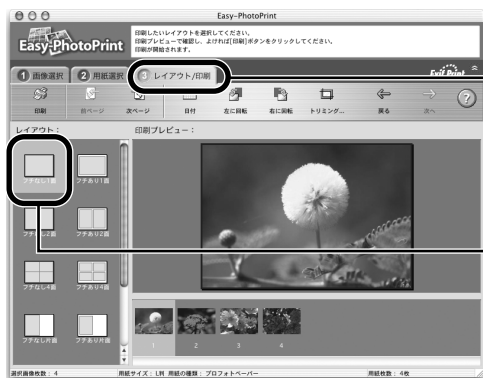 Easy-PhotoPrint
Easy-PhotoPrint
印刷したいレイアウトを選択してください。
印刷プレビューで確認し、よければ[印刷]ボタンをクリックしてください。
印刷が開始されます。
1 画像選択 2 用紙選択 3 レイアウト/印刷
Exif Print
印刷 前ページ 次ページ 日付 左に回転 右に回転 トリミング... 戻る 次へ ?
レイアウト： 印刷プレビュー：
フチなし1面 フチあり1面
フチなし2面 フチあり2面
フチなし4面 フチあり4面
フチなし片面 フチあり片面
1 2 3 4
選択画像枚数： 4 用紙サイズ： L判 用紙の種類： プロフォトペーパー 用紙枚数： 4枚